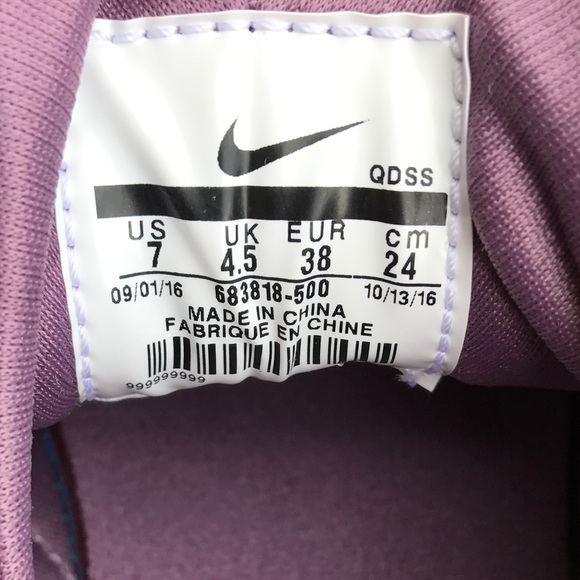 QDSS
US UK EUR cm
7 4.5 38 24
09/01/16 683818-500 10/13/16
MADE IN CHINA
FABRIQUE EN CHINE
999999999